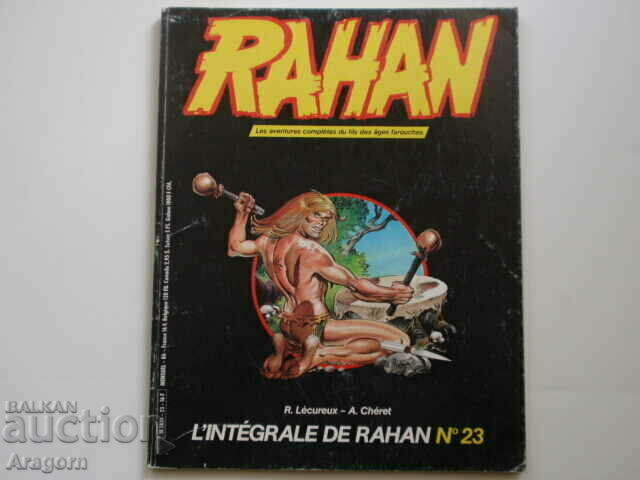 RAHAN
Les aventures complètes du fils des âges farouches
R. Lécureux – A. Chéret
L'INTÉGRALE DE RAHAN N° 23
BALKAN
auction
Aragorn